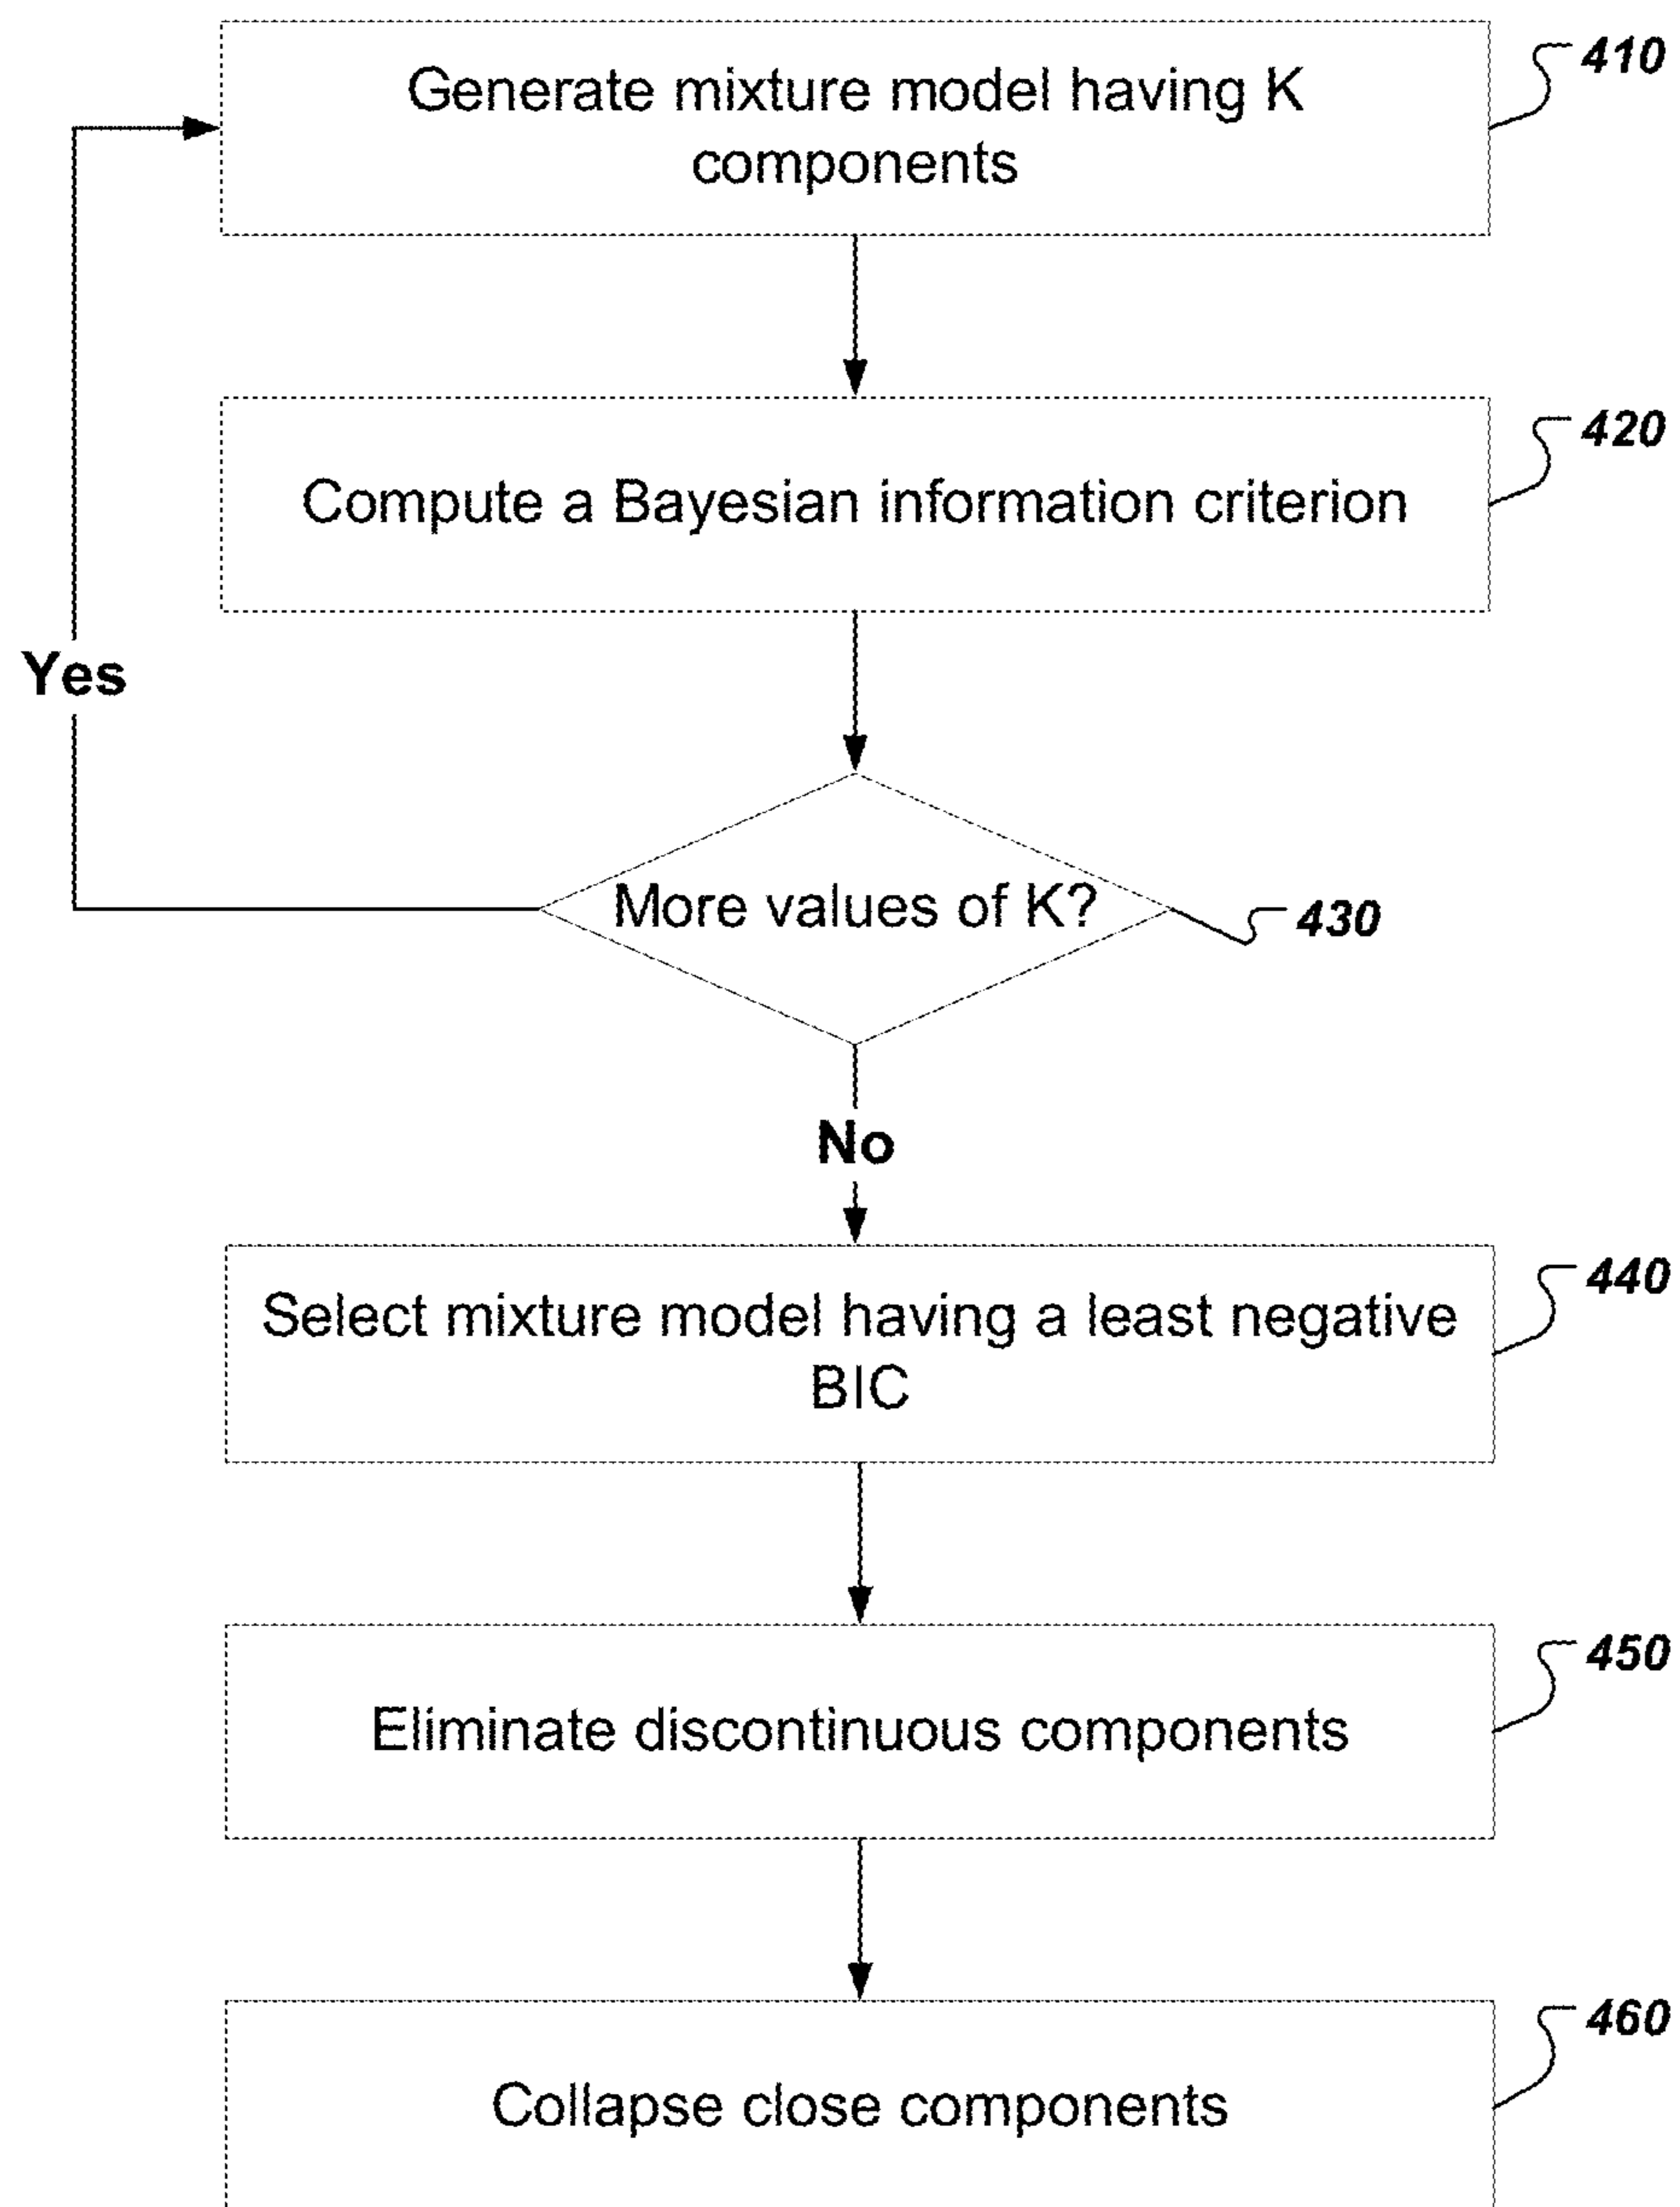 Generate mixture model having K
components
410
Compute a Bayesian information criterion
420
Yes
More values of K?
430
No
Select mixture model having a least negative
BIC
440
Eliminate discontinuous components
450
Collapse close components
460